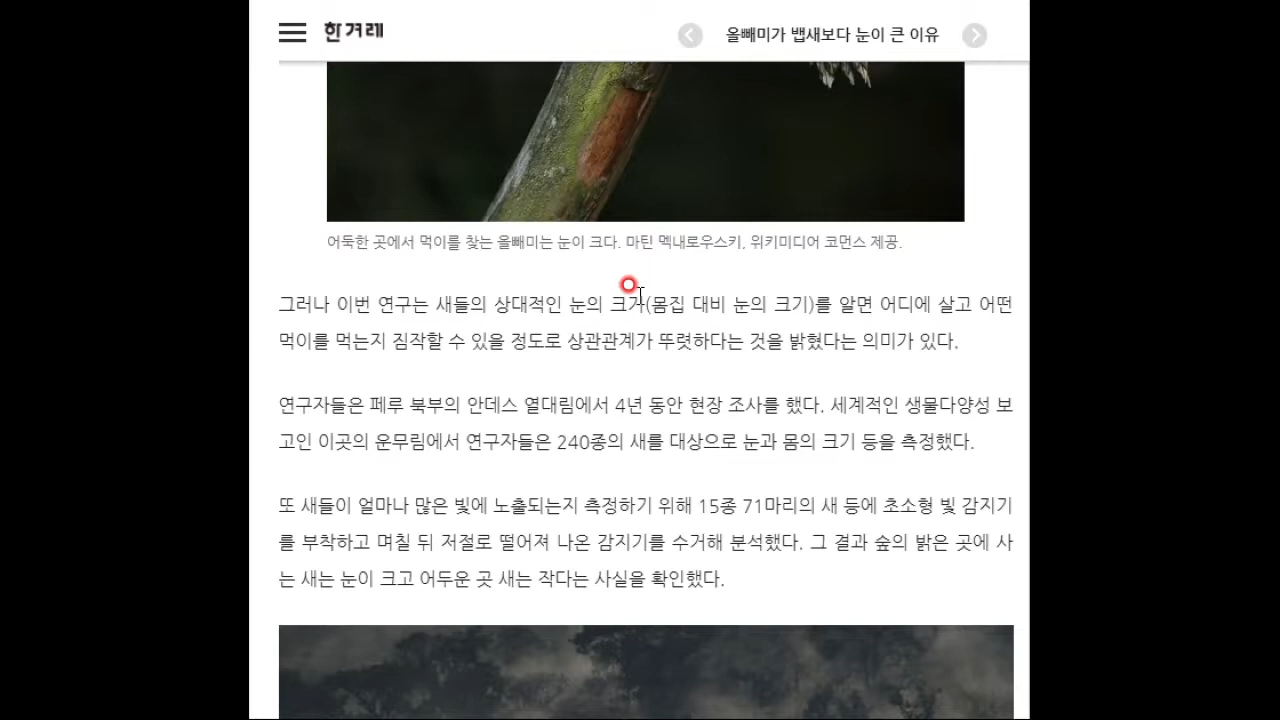 한겨레
올빼미가 뱁새보다 눈이 큰 이유
어둑한 곳에서 먹이를 찾는 올빼미는 눈이 크다. 마틴 멕내로우스키, 위키미디어 코먼스 제공.
그러나 이번 연구는 새들의 상대적인 눈의 크기(몸집 대비 눈의 크기)를 알면 어디에 살고 어떤
먹이를 먹는지 짐작할 수 있을 정도로 상관관계가 뚜렷하다는 것을 밝혔다는 의미가 있다.
연구자들은 페루 북부의 안데스 열대림에서 4년 동안 현장 조사를 했다. 세계적인 생물다양성 보
고인 이곳의 운무림에서 연구자들은 240종의 새를 대상으로 눈과 몸의 크기 등을 측정했다.
또 새들이 얼마나 많은 빛에 노출되는지 측정하기 위해 15종 71마리의 새 등에 초소형 빛 감지기
를 부착하고 며칠 뒤 저절로 떨어져 나온 감지기를 수거해 분석했다. 그 결과 숲의 밝은 곳에 사
는 새는 눈이 크고 어두운 곳 새는 작다는 사실을 확인했다.